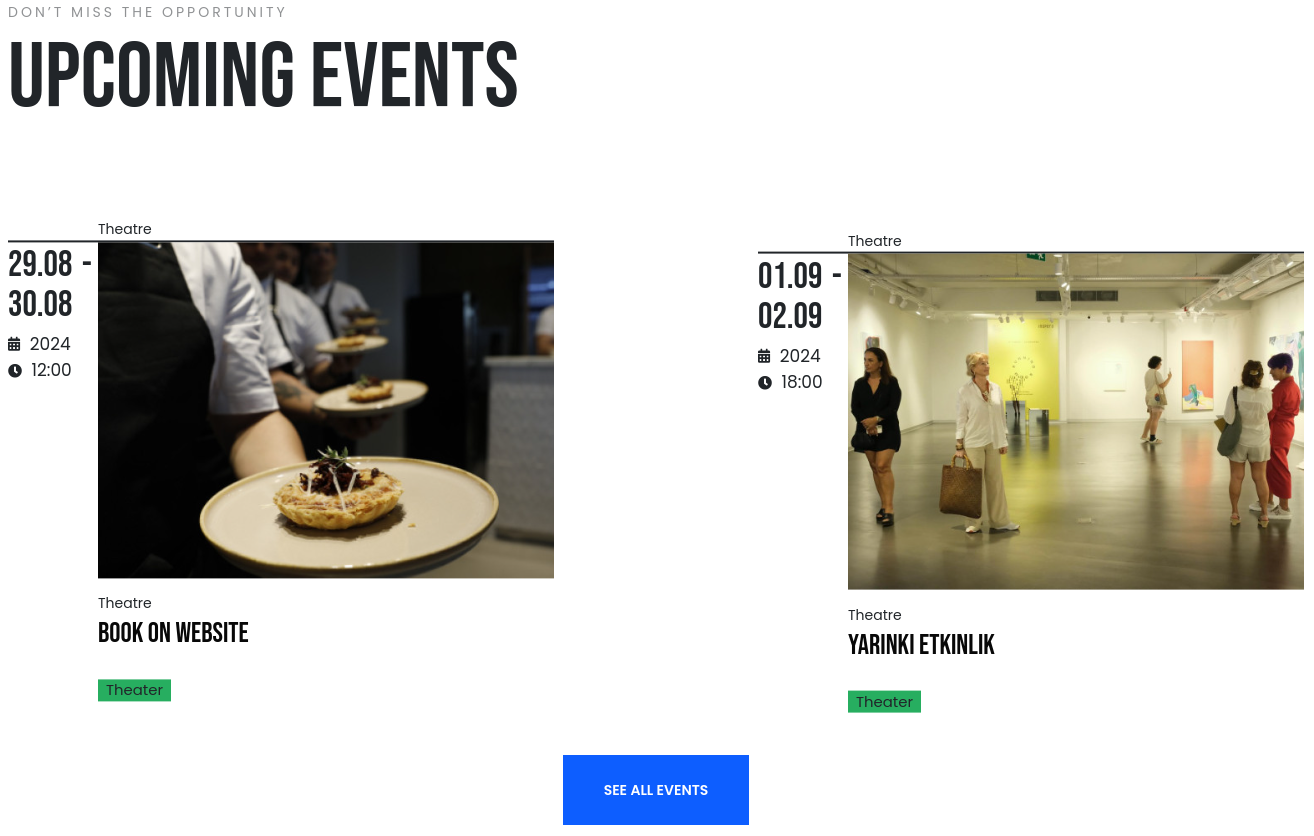 DON’T MISS THE OPPORTUNITY
UPCOMING EVENTS
Theatre
29.08 -
30.08
2024
12:00
Theatre
BOOK ON WEBSITE
Theater
Theatre
01.09 -
02.09
2024
18:00
Theatre
YARINKI ETKINLIK
Theater
SEE ALL EVENTS